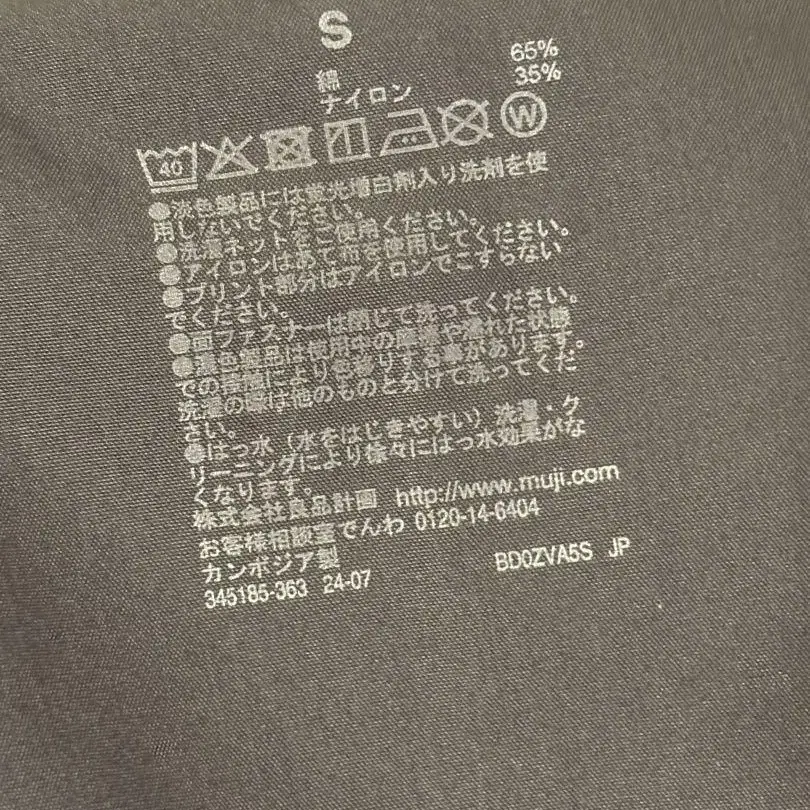 S
綿 65%
ナイロン 35%
40 W
●淡色製品には蛍光増白剤入り洗剤を使
用しないでください。
●洗濯ネットをご使用ください。
●アイロンはあて布を使用してください。
●プリント部分はアイロンでこすらない
でください。
●面ファスナーは閉じて洗ってください。
●濃色製品は使用中の摩擦や濡れた状態
での接触により色移りする事があります。
洗濯の際は他のものと分けて洗ってくだ
さい。
●はっ水（水をはじきやすい）洗濯・ク
リーニングにより徐々にはっ水効果がな
くなります。
株式会社良品計画 http://www.muji.com
お客様相談室でんわ 0120-14-6404
カンボジア製
345185-363 24-07 BD0ZVA5S JP